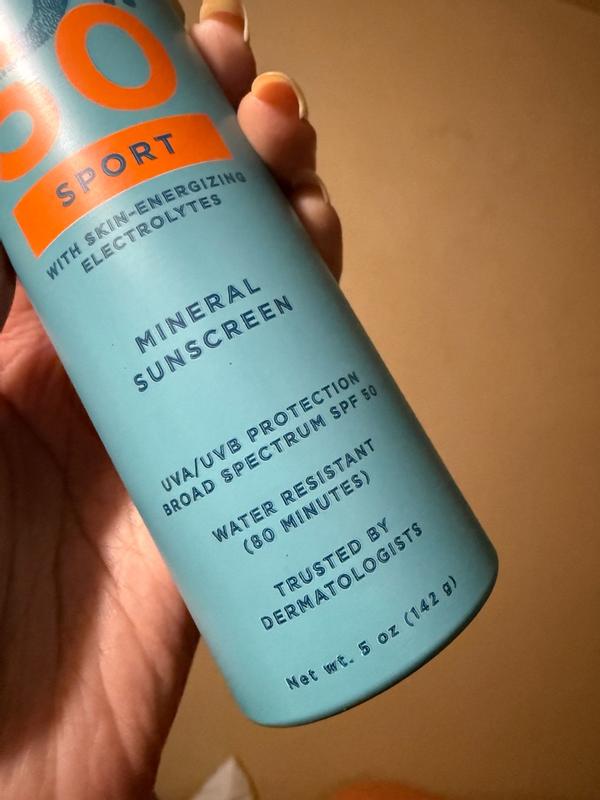 50
SPORT
WITH SKIN-ENERGIZING
ELECTROLYTES
MINERAL
SUNSCREEN
UVA/UVB PROTECTION
BROAD SPECTRUM SPF 50
WATER RESISTANT
(80 MINUTES)
TRUSTED BY
DERMATOLOGISTS
Net wt. 5 oz (142 g)